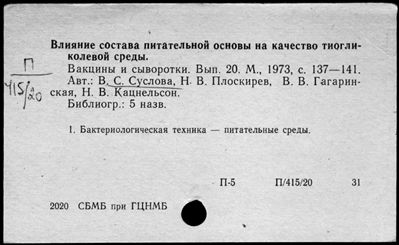 Влияние состава питательной основы на качество тиогли-
колевой среды.
П
415/20
Вакцины и сыворотки. Вып. 20. М., 1973, с. 137—141.
Авт.: В. С. Суслова, Н. В. Плоскирев, В. В. Гагарин-
ская, Н. В. Кацнельсон.
Библиогр.: 5 назв.
1. Бактериологическая техника — питательные среды.
П-5 П/415/20 31
2020 СБМБ при ГЦНМБ